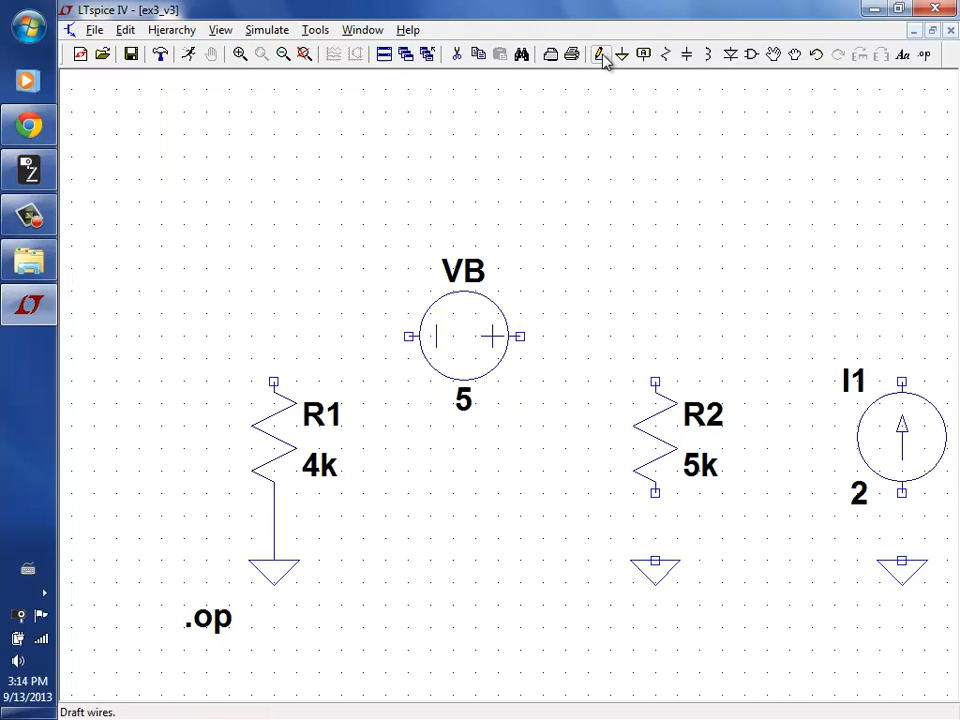 LTspice IV - [ex3_v3]
File Edit Hierarchy View Simulate Tools Window Help
Aa .op
VB
5
R1
4k
R2
5k
I1
2
.op
3:14 PM
9/13/2013
Draft wires.